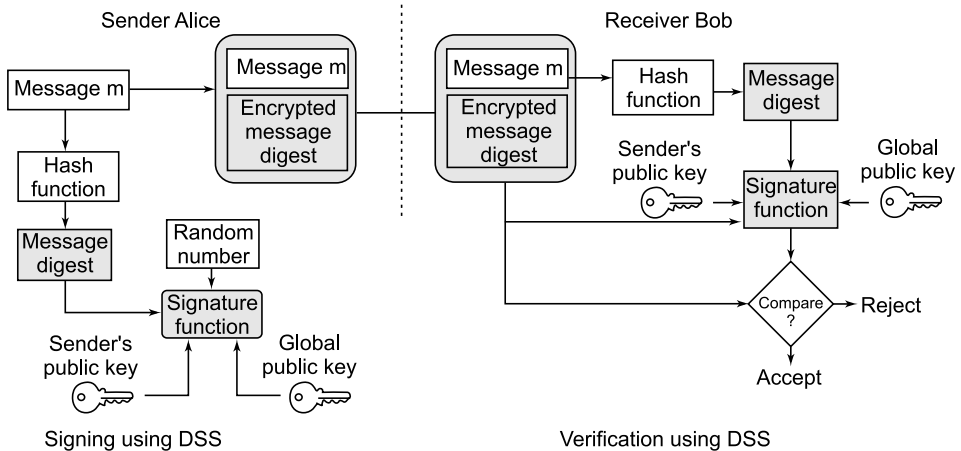 Sender Alice
Receiver Bob
Message m
Message m
Encrypted
message
digest
Hash
function
Message
digest
Random
number
Signature
function
Sender's
public key
Global
public key
Signing using DSS
Message m
Encrypted
message
digest
Hash
function
Message
digest
Sender's
public key
Global
public key
Signature
function
Compare
?
Reject
Accept
Verification using DSS